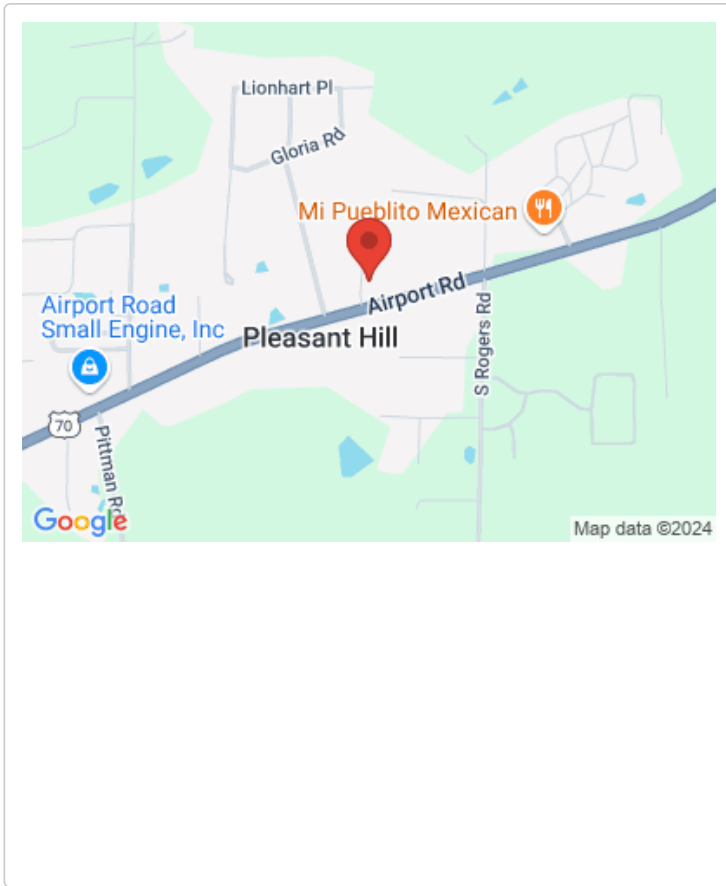 Lionhart Pl
Gloria Rd
Mi Pueblito Mexican
Airport Rd
Airport Road
Small Engine, Inc
Pleasant Hill
S Rogers Rd
70
Pittman Rd
Google
Map data ©2024